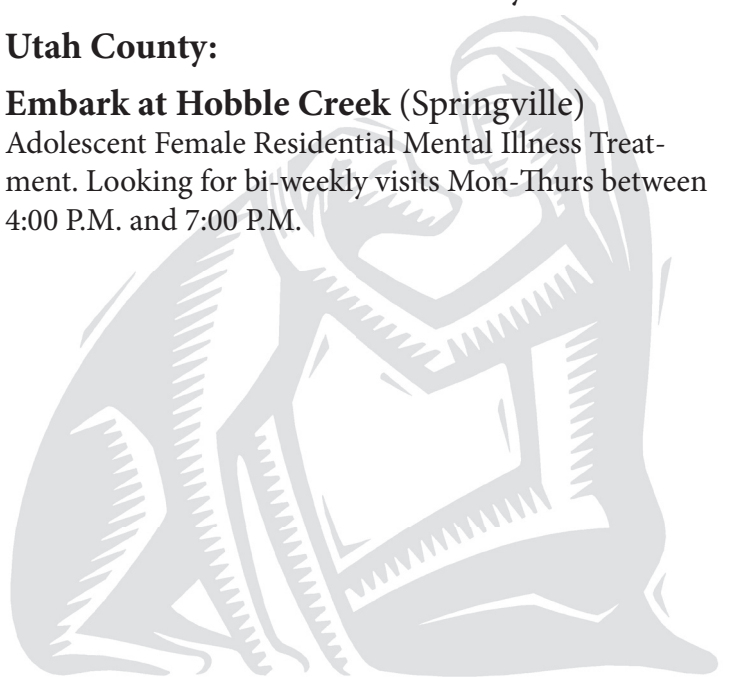 Utah County:
Embark at Hobble Creek (Springville)
Adolescent Female Residential Mental Illness Treat-
ment. Looking for bi-weekly visits Mon-Thurs between
4:00 P.M. and 7:00 P.M.